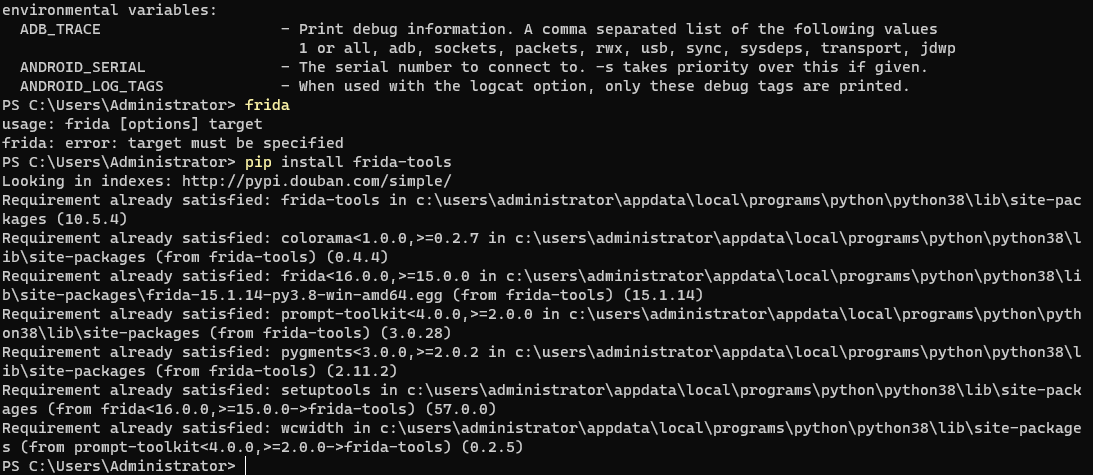 environmental variables:
  ADB_TRACE                    - Print debug information. A comma separated list of the following values
                                 1 or all, adb, sockets, packets, rwx, usb, sync, sysdeps, transport, jdwp
  ANDROID_SERIAL               - The serial number to connect to. -s takes priority over this if given.
  ANDROID_LOG_TAGS             - When used with the logcat option, only these debug tags are printed.
PS C:\Users\Administrator> frida
usage: frida [options] target
frida: error: target must be specified
PS C:\Users\Administrator> pip install frida-tools
Looking in indexes: http://pypi.douban.com/simple/
Requirement already satisfied: frida-tools in c:\users\administrator\appdata\local\programs\python\python38\lib\site-pac
kages (10.5.4)
Requirement already satisfied: colorama<1.0.0,>=0.2.7 in c:\users\administrator\appdata\local\programs\python\python38\l
ib\site-packages (from frida-tools) (0.4.4)
Requirement already satisfied: frida<16.0.0,>=15.0.0 in c:\users\administrator\appdata\local\programs\python\python38\li
b\site-packages\frida-15.1.14-py3.8-win-amd64.egg (from frida-tools) (15.1.14)
Requirement already satisfied: prompt-toolkit<4.0.0,>=2.0.0 in c:\users\administrator\appdata\local\programs\python\pyth
on38\lib\site-packages (from frida-tools) (3.0.28)
Requirement already satisfied: pygments<3.0.0,>=2.0.2 in c:\users\administrator\appdata\local\programs\python\python38\l
ib\site-packages (from frida-tools) (2.11.2)
Requirement already satisfied: setuptools in c:\users\administrator\appdata\local\programs\python\python38\lib\site-pack
ages (from frida<16.0.0,>=15.0.0->frida-tools) (57.0.0)
Requirement already satisfied: wcwidth in c:\users\administrator\appdata\local\programs\python\python38\lib\site-package
s (from prompt-toolkit<4.0.0,>=2.0.0->frida-tools) (0.2.5)
PS C:\Users\Administrator>